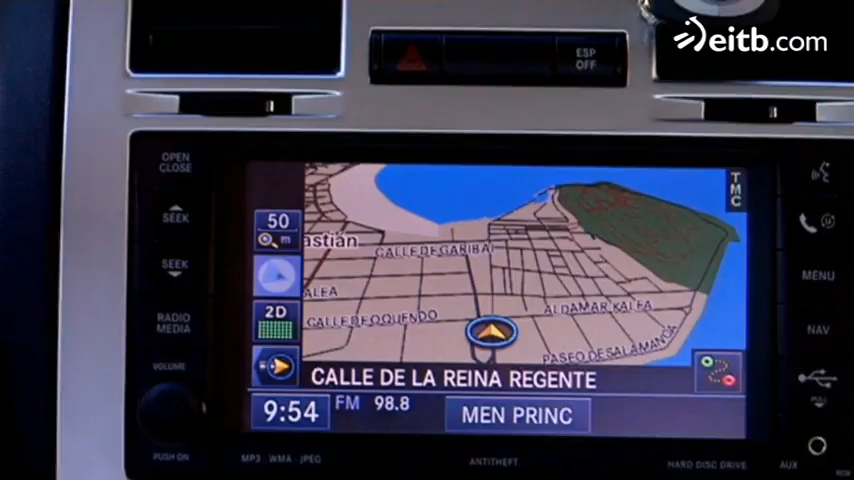 eitb.com
ESP
OFF
OPEN
CLOSE
SEEK
SEEK
RADIO
MEDIA
VOLUME
PUSH ON
50
m
2D
TMC
astián
CALLE DE GARIBAI
ALEA
CALLE DE OQUENDO
ALDAMAR KALEA
PASEO DE SALAMANCA
CALLE DE LA REINA REGENTE
9:54
FM 98.8
MEN PRINC
MENU
NAV
PULL
MP3 · WMA · JPEG
ANTITHEFT
HARD DISC DRIVE
AUX